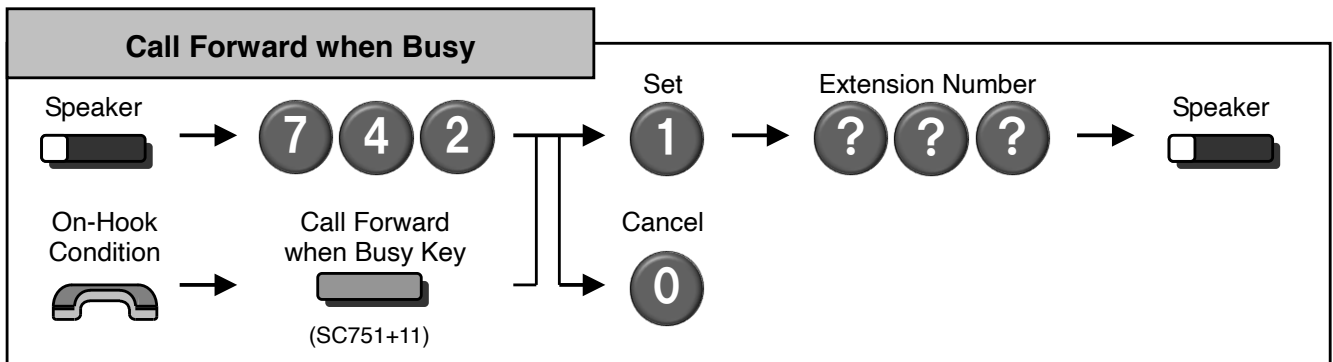 Call Forward when Busy
Speaker
7 4 2
Set
1
Extension Number
? ? ?
Speaker
On-Hook
Condition
Call Forward
when Busy Key
(SC751+11)
Cancel
0